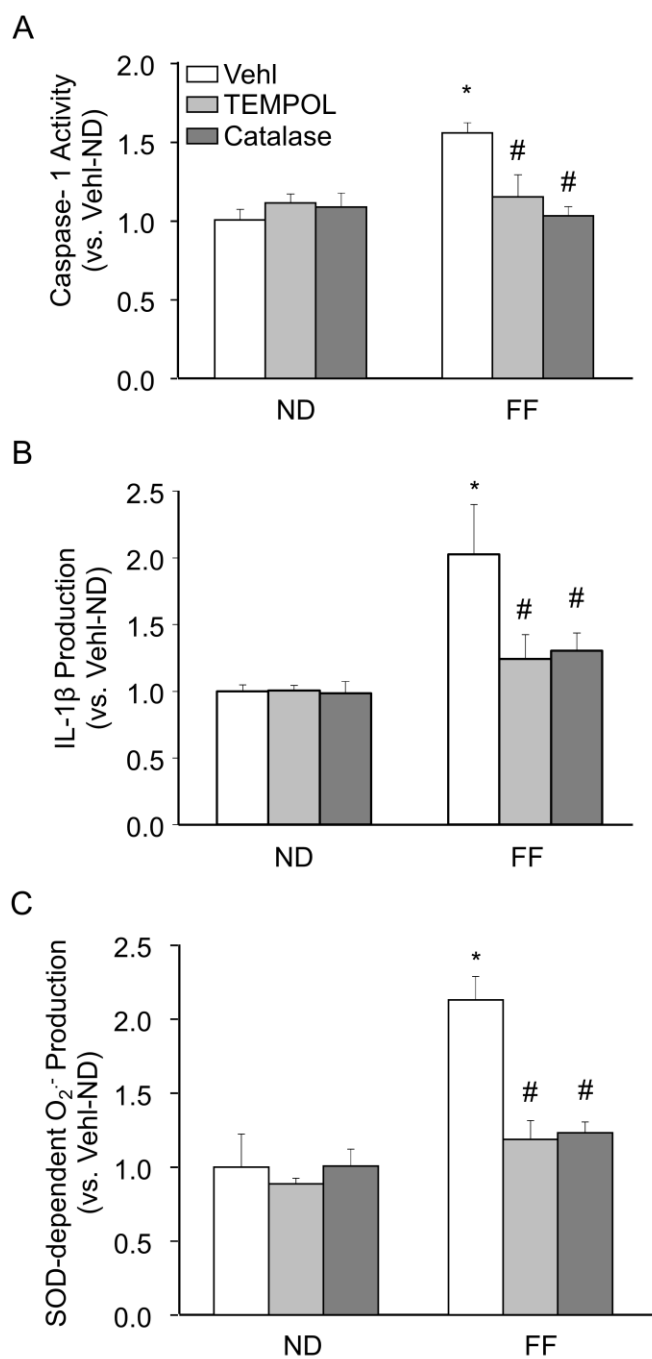 A
Caspase- 1 Activity
(vs. Vehl-ND)
2.0
1.5
1.0
0.5
0.0
Vehl
TEMPOL
Catalase
*
#
#
ND
FF
B
IL-1β Production
(vs. Vehl-ND)
2.5
2.0
1.5
1.0
0.5
0.0
*
#
#
ND
FF
C
SOD-dependent O₂·⁻ Production
(vs. Vehl-ND)
2.5
2.0
1.5
1.0
0.5
0.0
*
#
#
ND
FF